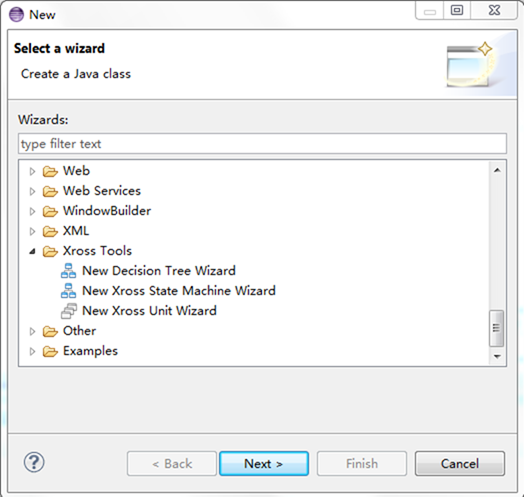 New
Select a wizard
Create a Java class
Wizards:
type filter text
Web
Web Services
WindowBuilder
XML
Xross Tools
New Decision Tree Wizard
New Xross State Machine Wizard
New Xross Unit Wizard
Other
Examples
?
< Back
Next >
Finish
Cancel